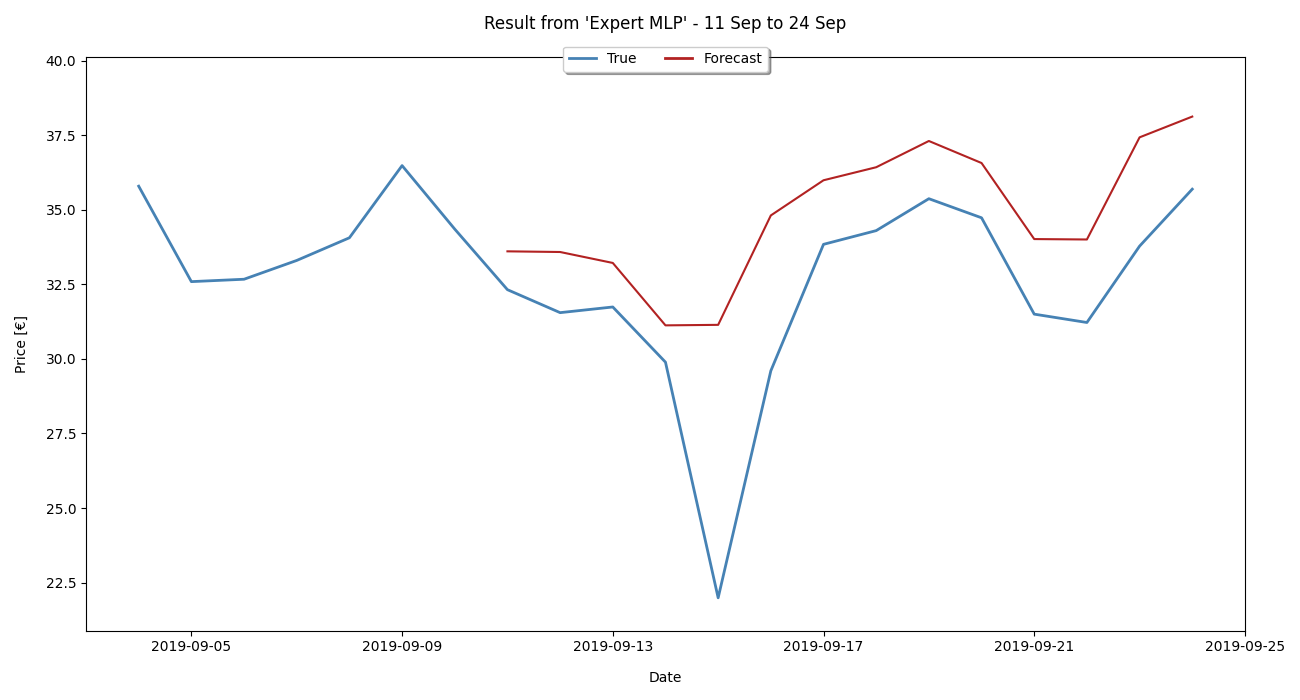 Result from 'Expert MLP' - 11 Sep to 24 Sep
True Forecast
40.0
37.5
35.0
32.5
30.0
27.5
25.0
22.5
Price [€]
2019-09-05 2019-09-09 2019-09-13 2019-09-17 2019-09-21 2019-09-25
Date